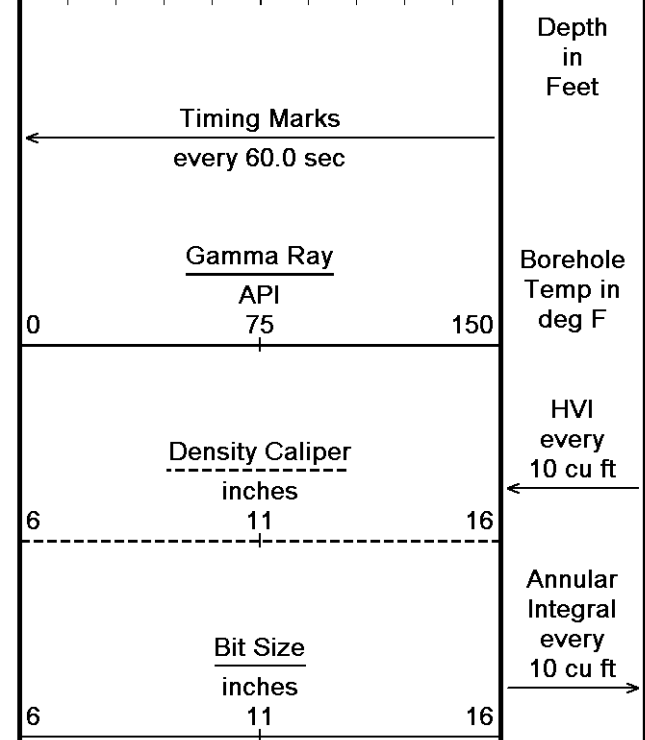 Depth
in
Feet
Timing Marks
every 60.0 sec
Gamma Ray
API
0 75 150
Borehole
Temp in
deg F
Density Caliper
inches
6 11 16
HVI
every
10 cu ft
Bit Size
inches
6 11 16
Annular
Integral
every
10 cu ft